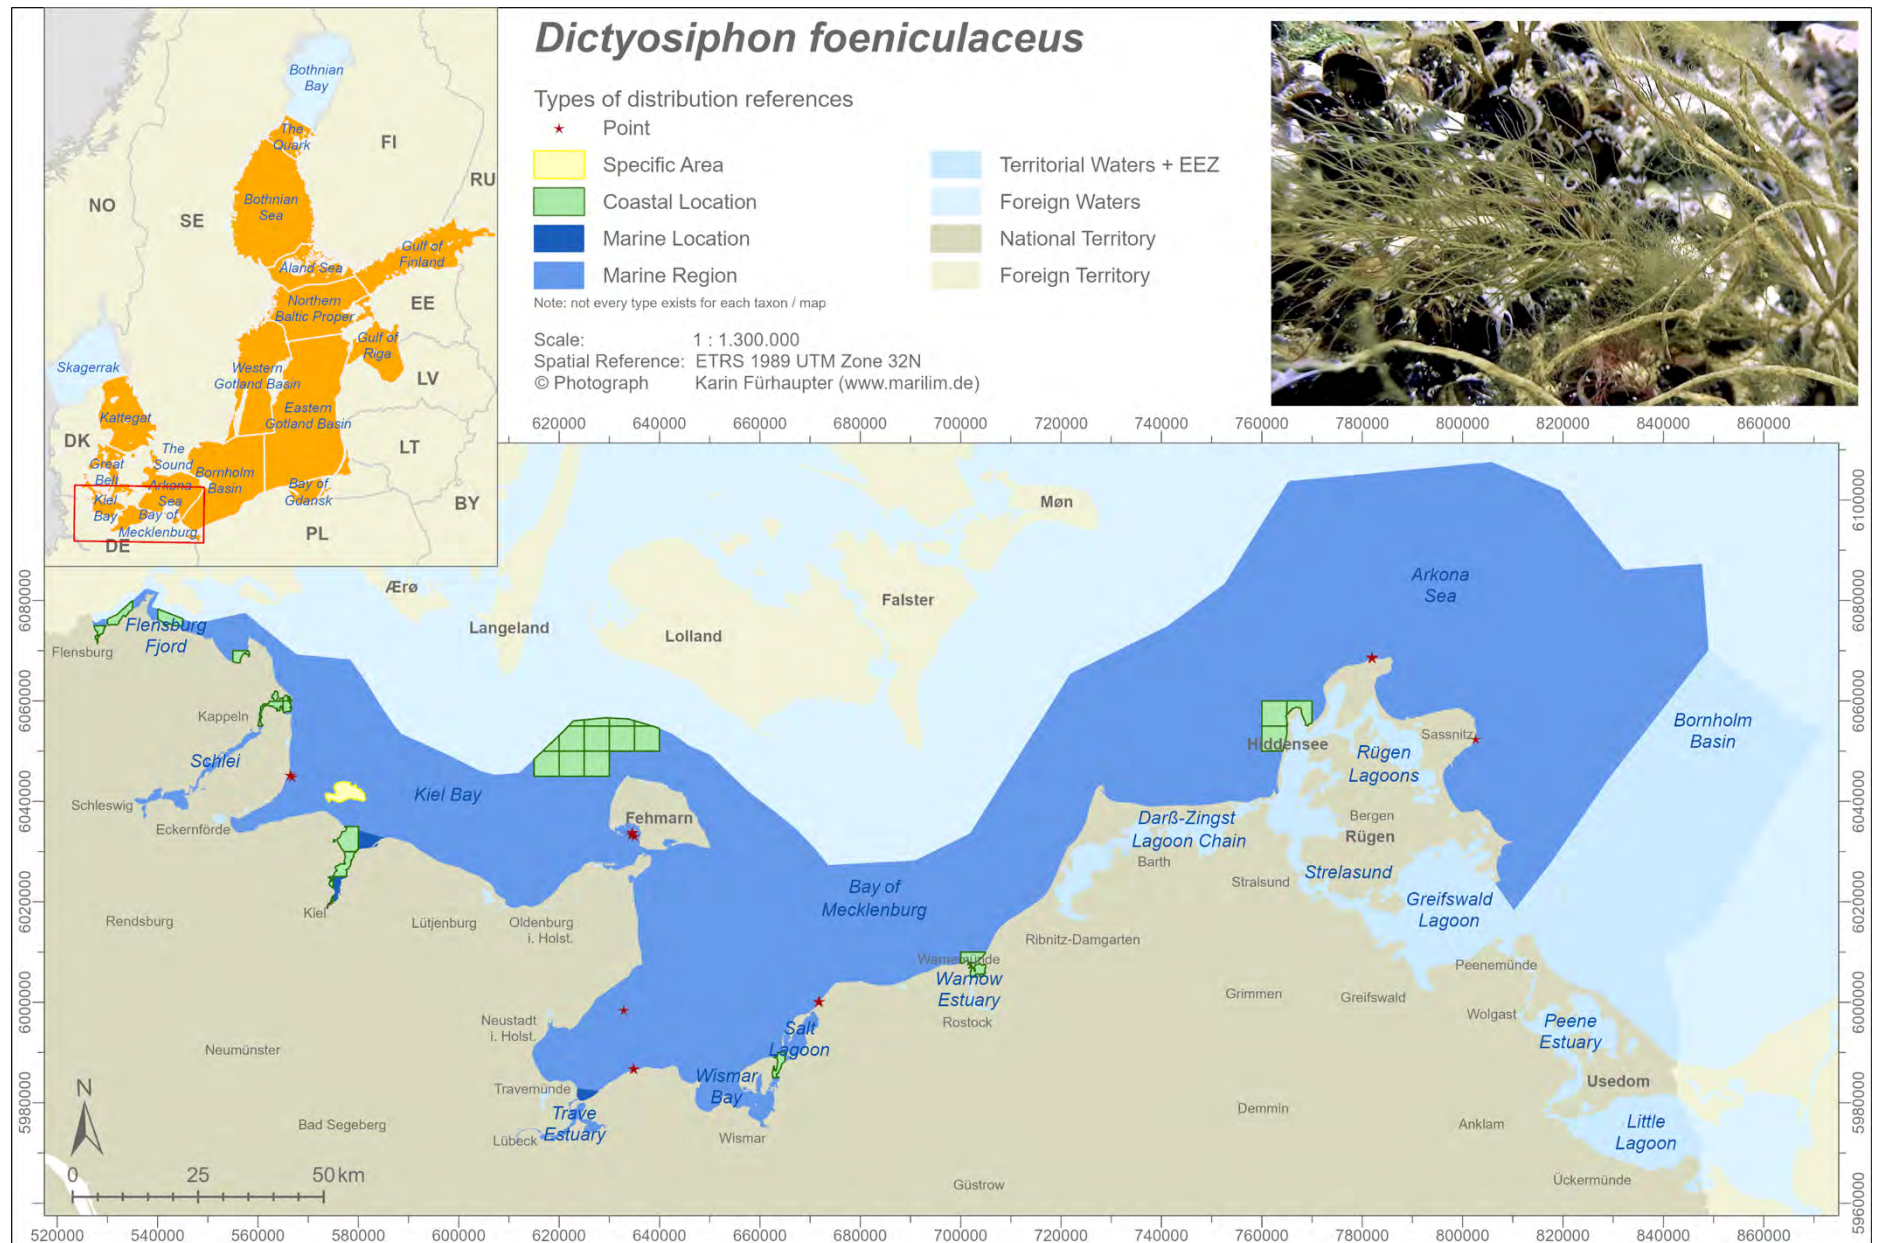 Dictyosiphon foeniculaceus
Types of distribution references
Point
Specific Area
Coastal Location
Marine Location
Marine Region
Territorial Waters + EEZ
Foreign Waters
National Territory
Foreign Territory
Note: not every type exists for each taxon / map
Scale: 1 : 1.300.000
Spatial Reference: ETRS 1989 UTM Zone 32N
© Photograph Karin Fürhaupter (www.marilim.de)
Bothnian
Bay
The
Quark
FI
RU
NO
SE
Bothnian
Sea
Gulf of
Finland
Åland Sea
Northern
Baltic Proper
EE
Gulf of
Riga
Skagerrak
Western
Gotland Basin
LV
Kattegat
Eastern
Gotland Basin
DK
The
Sound
LT
Great
Belt
Bornholm
Basin
Arkona
Sea
Bay of
Gdansk
BY
Kiel
Bay
Bay of
Mecklenburg
PL
DE
620000 640000 660000 680000 700000 720000 740000 760000 780000 800000 820000 840000 860000
6100000
6080000
6060000
6040000
6020000
6000000
5980000
5960000
6080000
6060000
6040000
6020000
6000000
5980000
Møn
Ærø
Langeland
Lolland
Falster
Arkona
Sea
Flensburg
Fjord
Flensburg
Kappeln
Schlei
Schleswig
Eckernförde
Kiel Bay
Fehmarn
Hiddensee
Sassnitz
Rügen
Lagoons
Bornholm
Basin
Bergen
Rügen
Darß-Zingst
Lagoon Chain
Barth
Strelasund
Stralsund
Greifswald
Lagoon
Bay of
Mecklenburg
Rendsburg
Kiel
Lütjenburg
Oldenburg
i. Holst.
Ribnitz-Damgarten
Warnemünde
Warnow
Estuary
Rostock
Peenemünde
Grimmen
Greifswald
Wolgast
Peene
Estuary
Usedom
Neustadt
i. Holst.
Salt
Lagoon
Neumünster
Wismar
Bay
Travemünde
Trave
Estuary
Lübeck
Wismar
Bad Segeberg
Demmin
Anklam
Little
Lagoon
Güstrow
Ückermünde
N
0 25 50 km
520000 540000 560000 580000 600000 620000 640000 660000 680000 700000 720000 740000 760000 780000 800000 820000 840000 860000